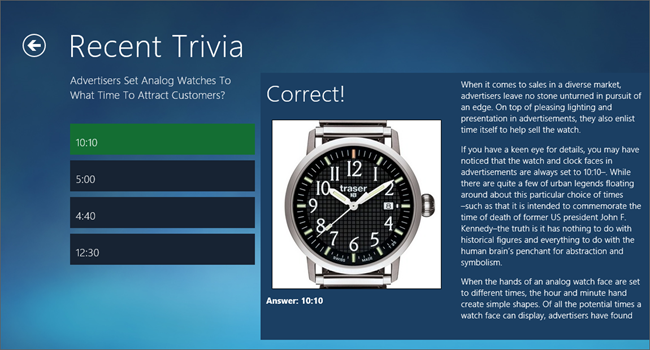 Recent Trivia
Advertisers Set Analog Watches To
What Time To Attract Customers?
10:10
5:00
4:40
12:30
Correct!
12
11
1
10
2
traser
H3
9
8
4
7
5
6
SWISS MADE
Answer: 10:10
When it comes to sales in a diverse market,
advertisers leave no stone unturned in pursuit of
an edge. On top of pleasing lighting and
presentation in advertisements, they also enlist
time itself to help sell the watch.
If you have a keen eye for details, you may have
noticed that the watch and clock faces in
advertisements are always set to 10:10–. While
there are quite a few of urban legends floating
around about this particular choice of times
–such as that it is intended to commemorate the
time of death of former US president John F.
Kennedy–the truth is it has nothing to do with
historical figures and everything to do with the
human brain's penchant for abstraction and
symbolism.
When the hands of an analog watch face are set
to different times, the hour and minute hand
create simple shapes. Of all the potential times a
watch face can display, advertisers have found